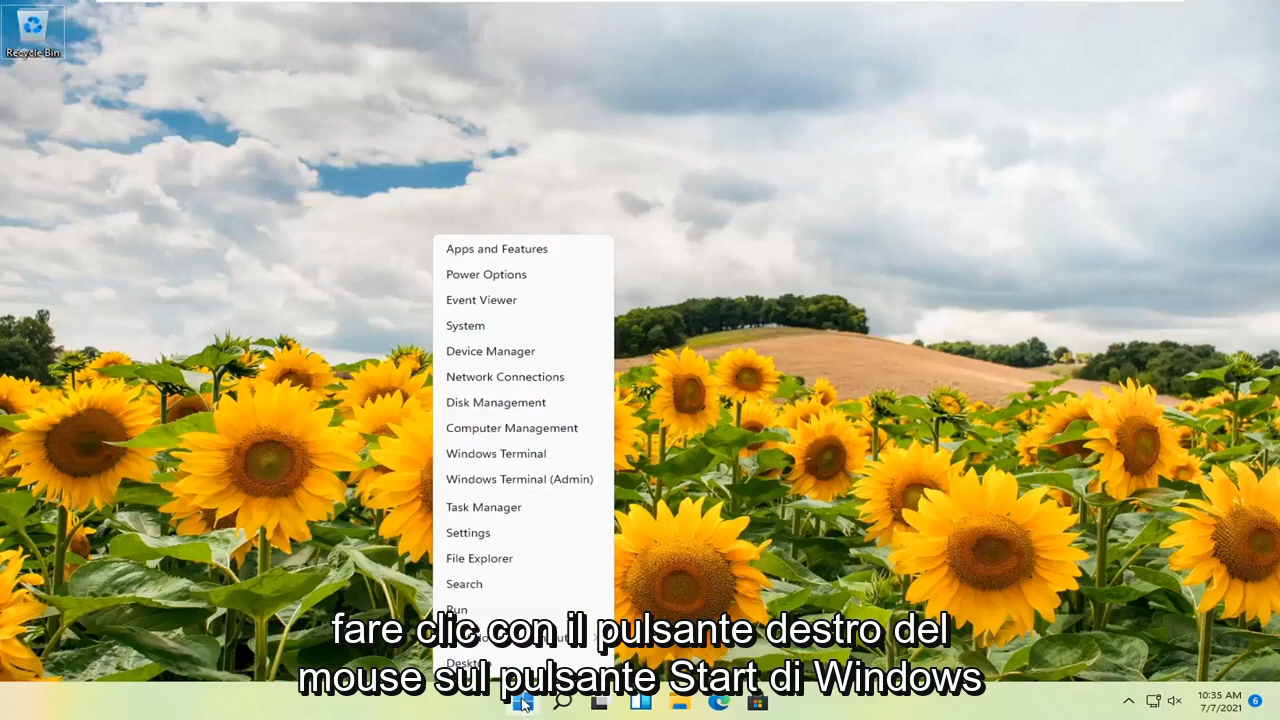 Recycle Bin
Apps and Features
Power Options
Event Viewer
System
Device Manager
Network Connections
Disk Management
Computer Management
Windows Terminal
Windows Terminal (Admin)
Task Manager
Settings
File Explorer
Search
Run
fare clic con il pulsante destro del
mouse sul pulsante Start di Windows
10:35 AM
7/7/2021
6